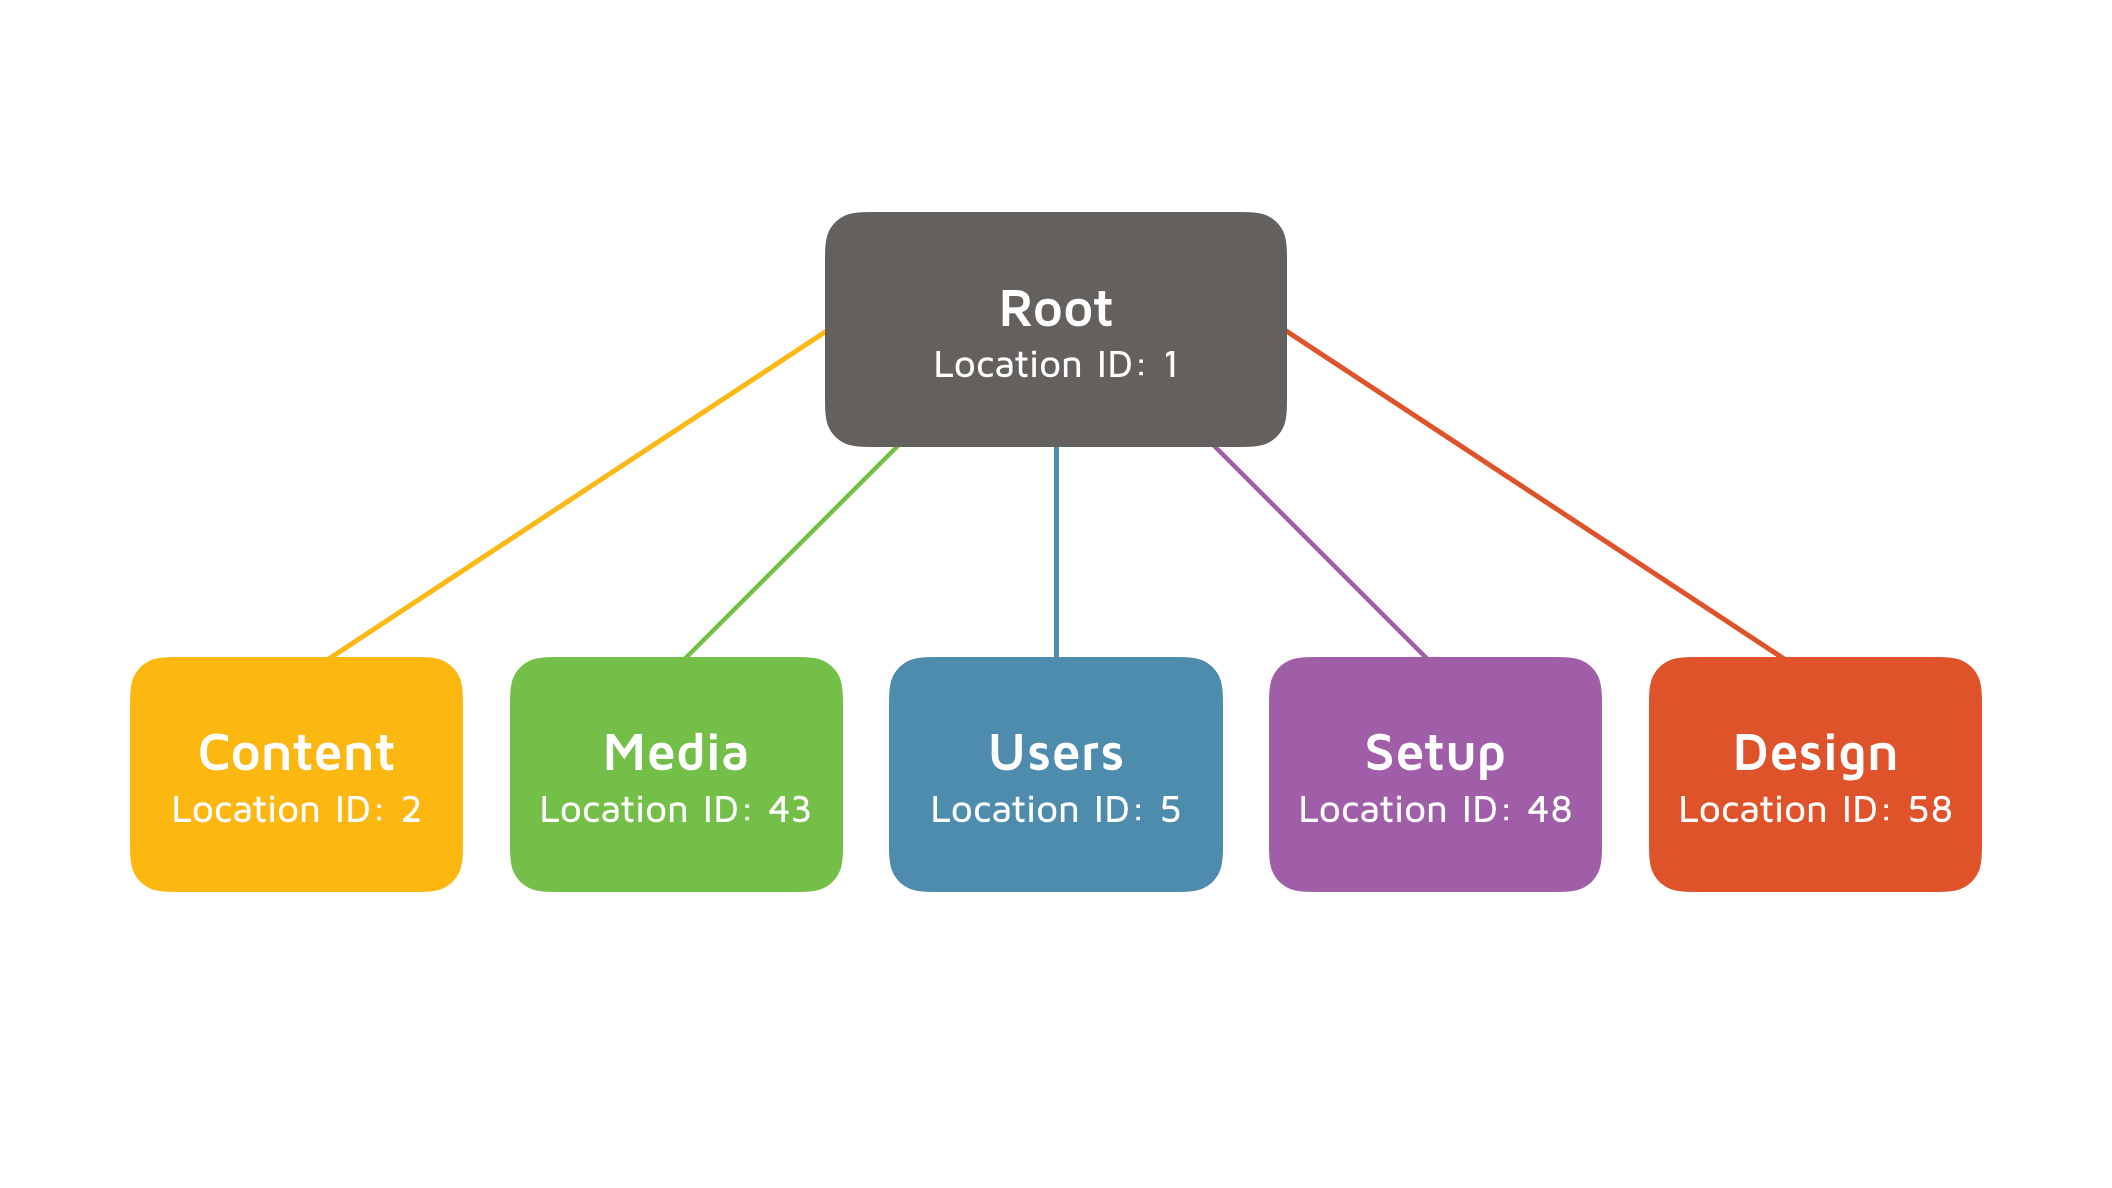 Root
Location ID: 1
Content
Location ID: 2
Media
Location ID: 43
Users
Location ID: 5
Setup
Location ID: 48
Design
Location ID: 58